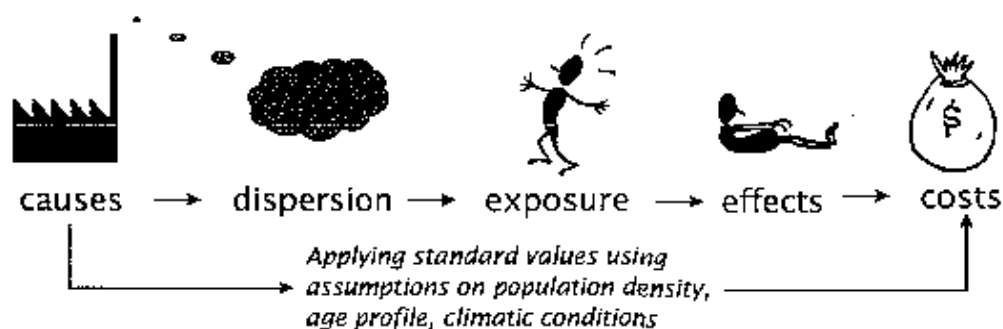 $
causes → dispersion → exposure → effects → costs
Applying standard values using
assumptions on population density,
age profile, climatic conditions